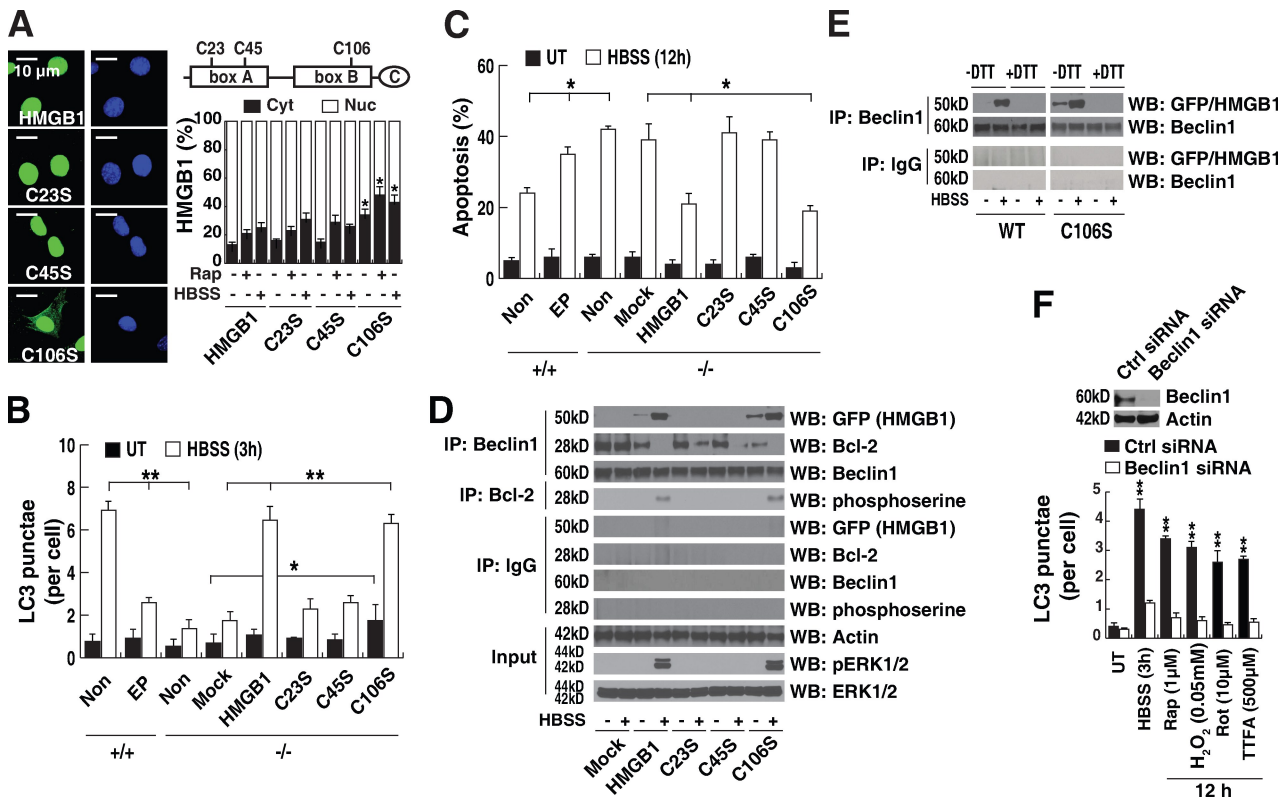 A
C23 C45 C106
box A box B C
10 μm
HMGB1
C23S
C45S
C106S
Cyt Nuc
HMGB1 (%)
100
80
60
40
20
0
* * *
Rap - + - - + - - + - - + -
HBSS - - + - - + - - + - - +
HMGB1 C23S C45S C106S
B
UT HBSS (3h)
LC3 punctae
(per cell)
10
8
6
4
2
0
** **
*
Non EP Non Mock HMGB1 C23S C45S C106S
+/+ -/-
C
UT HBSS (12h)
Apoptosis (%)
60
40
20
0
* *
Non EP Non Mock HMGB1 C23S C45S C106S
+/+ -/-
D
IP: Beclin1
50kD WB: GFP (HMGB1)
28kD WB: Bcl-2
60kD WB: Beclin1
IP: Bcl-2 28kD WB: phosphoserine
IP: IgG
50kD WB: GFP (HMGB1)
28kD WB: Bcl-2
60kD WB: Beclin1
28kD WB: phosphoserine
Input
42kD WB: Actin
44kD
42kD WB: pERK1/2
44kD
42kD WB: ERK1/2
HBSS - + - + - + - + - +
Mock HMGB1 C23S C45S C106S
E
-DTT +DTT -DTT +DTT
IP: Beclin1
50kD WB: GFP/HMGB1
60kD WB: Beclin1
IP: IgG
50kD WB: GFP/HMGB1
60kD WB: Beclin1
HBSS - + - + - + - +
WT C106S
F
Ctrl siRNA
Beclin1 siRNA
60kD Beclin1
42kD Actin
Ctrl siRNA
Beclin1 siRNA
LC3 punctae
(per cell)
5
4
3
2
1
0
** ** ** ** **
UT
HBSS (3h)
Rap (1μM)
H2O2 (0.05mM)
Rot (10μM)
TTFA (500μM)
12 h